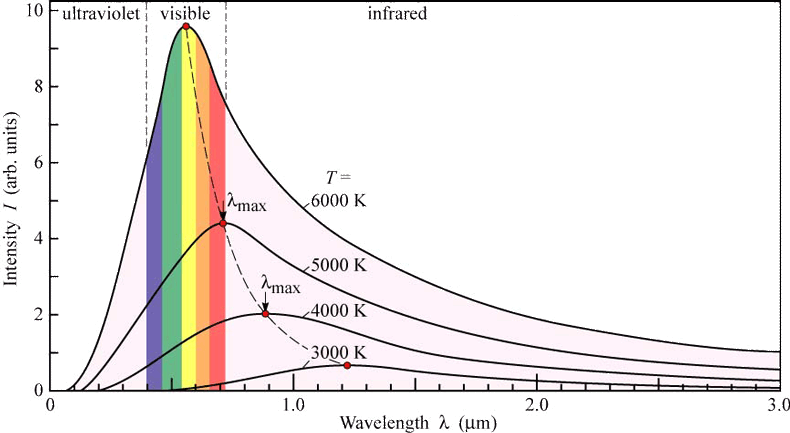 10
ultraviolet visible infrared
8
6
4
2
0
Intensity I (arb. units)
T =
6000 K
λmax
5000 K
λmax
4000 K
3000 K
0 1.0 2.0 3.0
Wavelength λ (μm)